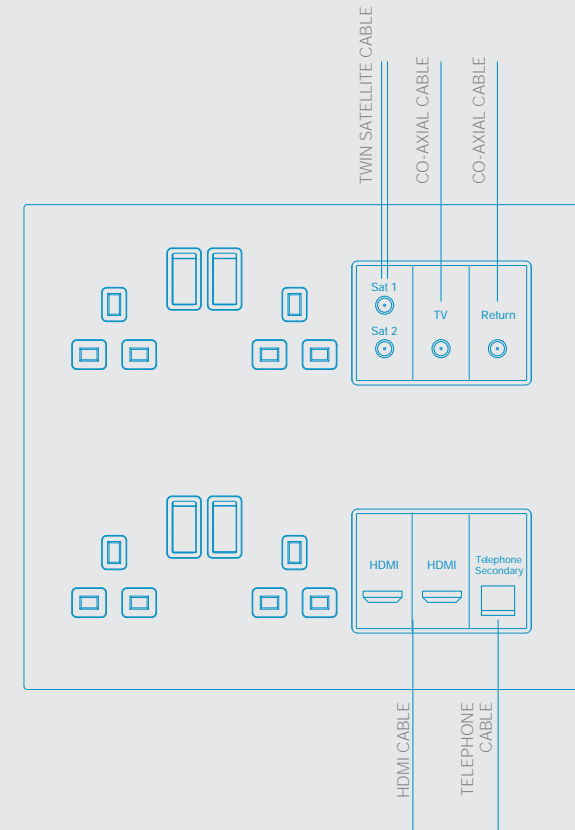 TWIN SATELLITE CABLE
CO-AXIAL CABLE
CO-AXIAL CABLE
Sat 1
Sat 2
TV
Return
HDMI
HDMI
Telephone
Secondary
HDMI CABLE
TELEPHONE
CABLE